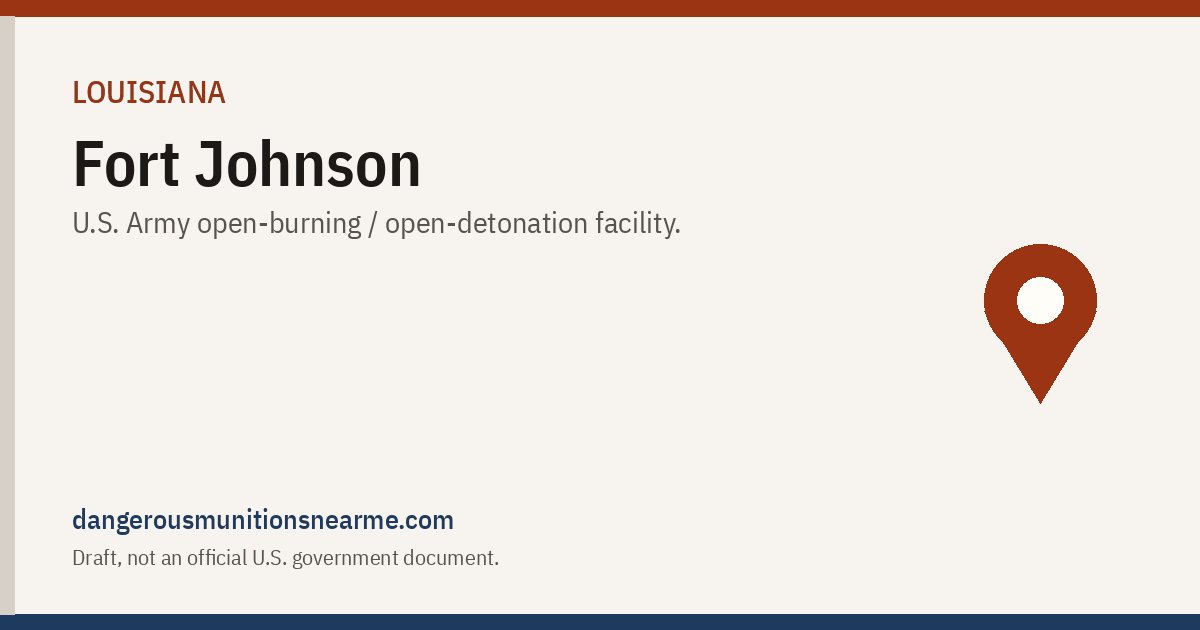 LOUISIANA
Fort Johnson
U.S. Army open-burning / open-detonation facility.
dangerousmunitionsnearme.com
Draft, not an official U.S. government document.